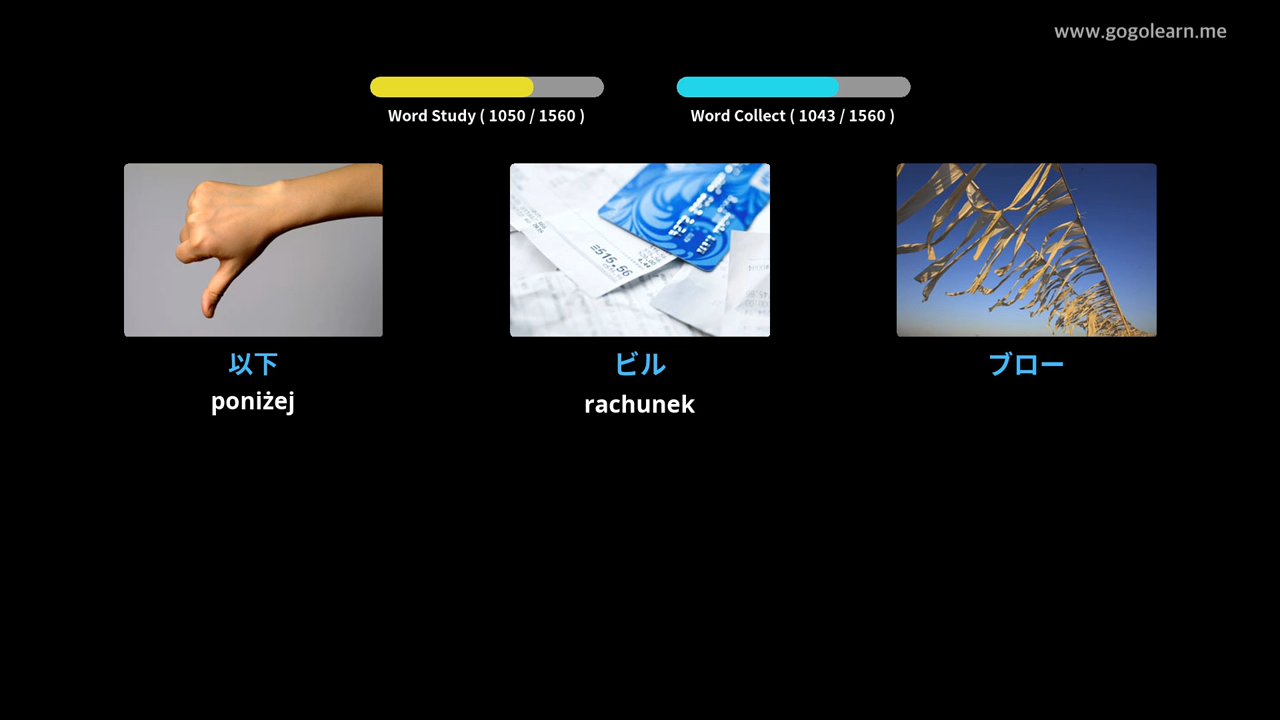 www.gogolearn.me
Word Study ( 1050 / 1560 )
Word Collect ( 1043 / 1560 )
以下
poniżej
ビル
rachunek
ブロー